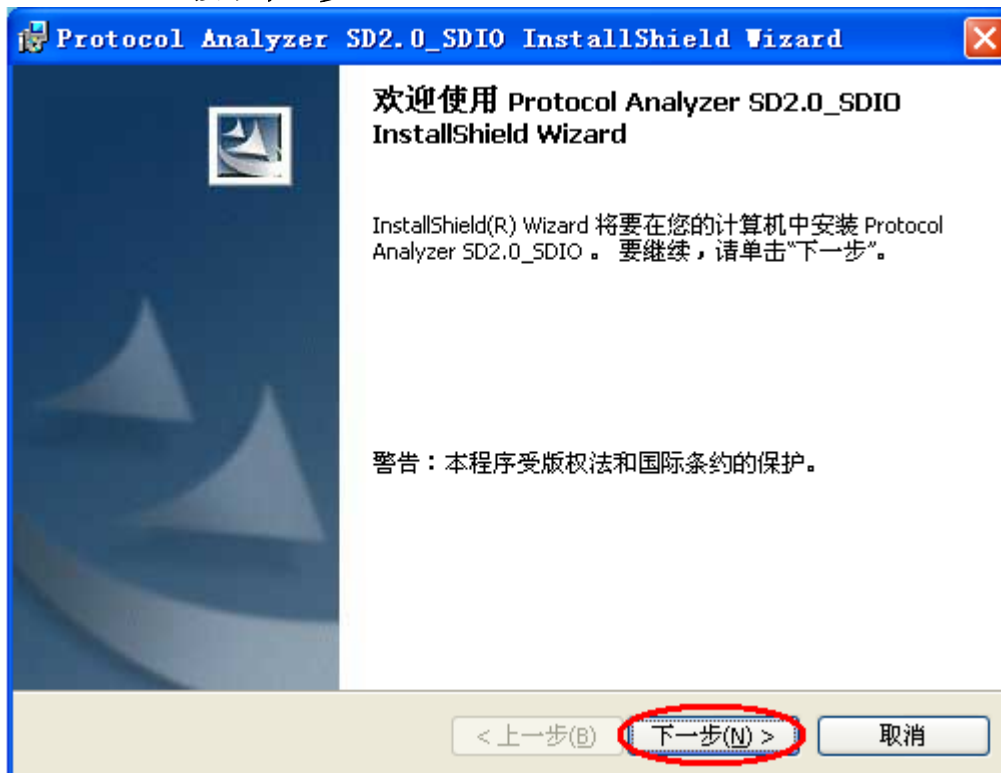 Protocol Analyzer SD2.0_SDIO InstallShield Wizard
欢迎使用 Protocol Analyzer SD2.0_SDIO
InstallShield Wizard
InstallShield(R) Wizard 将要在您的计算机中安装 Protocol
Analyzer SD2.0_SDIO 。 要继续，请单击“下一步”。
警告：本程序受版权法和国际条约的保护。
<上一步(B)
下一步(N) >
取消